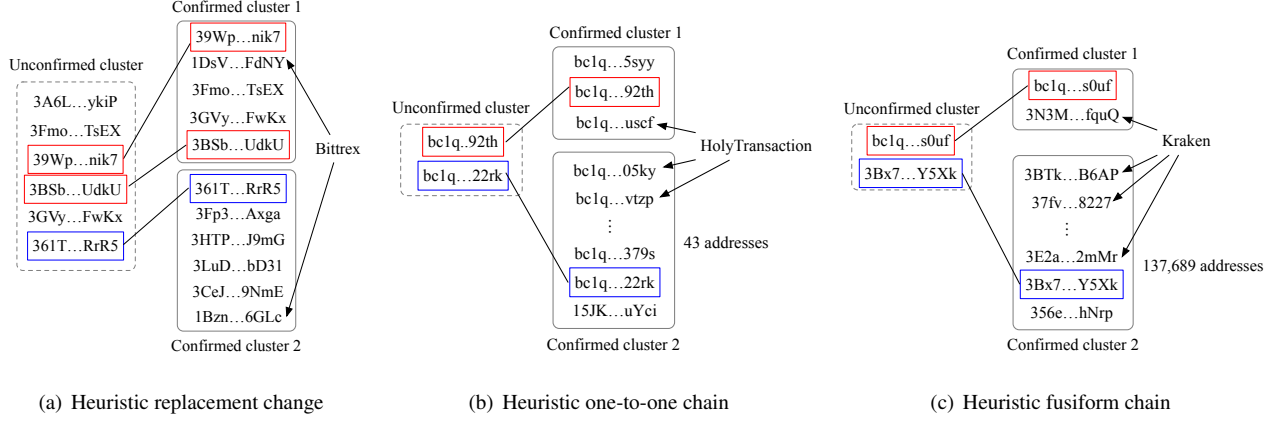 Confirmed cluster 1
39Wp...nik7
1DsV...FdNY
3Fmo...TsEX
3GVy...FwKx
3BSb...UdkU
Unconfirmed cluster
3A6L...ykiP
3Fmo...TsEX
39Wp...nik7
3BSb...UdkU
3GVy...FwKx
361T...RrR5
Bittrex
361T...RrR5
3Fp3...Axga
3HTP...J9mG
3LuD...bD31
3CeJ...9NmE
1Bzn...6GLc
Confirmed cluster 2
(a) Heuristic replacement change
Confirmed cluster 1
bc1q...5syy
bc1q...92th
bc1q...uscf
Unconfirmed cluster
bc1q...92th
bc1q...22rk
HolyTransaction
bc1q...05ky
bc1q...vtzp
⋮
bc1q...379s
bc1q...22rk
15JK...uYci
43 addresses
Confirmed cluster 2
(b) Heuristic one-to-one chain
Confirmed cluster 1
bc1q...s0uf
3N3M...fquQ
Unconfirmed cluster
bc1q...s0uf
3Bx7...Y5Xk
Kraken
3BTk...B6AP
37fv...8227
⋮
3E2a...2mMr
3Bx7...Y5Xk
356e...hNrp
137,689 addresses
Confirmed cluster 2
(c) Heuristic fusiform chain